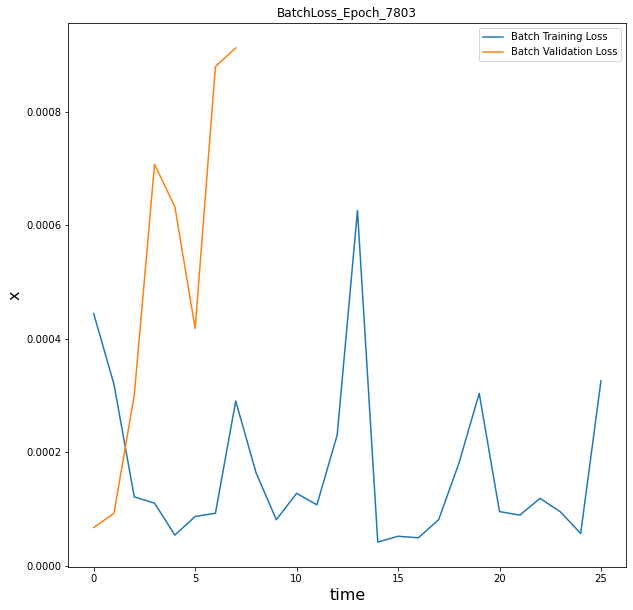 BatchLoss_Epoch_7803
Batch Training Loss
Batch Validation Loss
0.0008
0.0006
0.0004
0.0002
0.0000
x
0 5 10 15 20 25
time